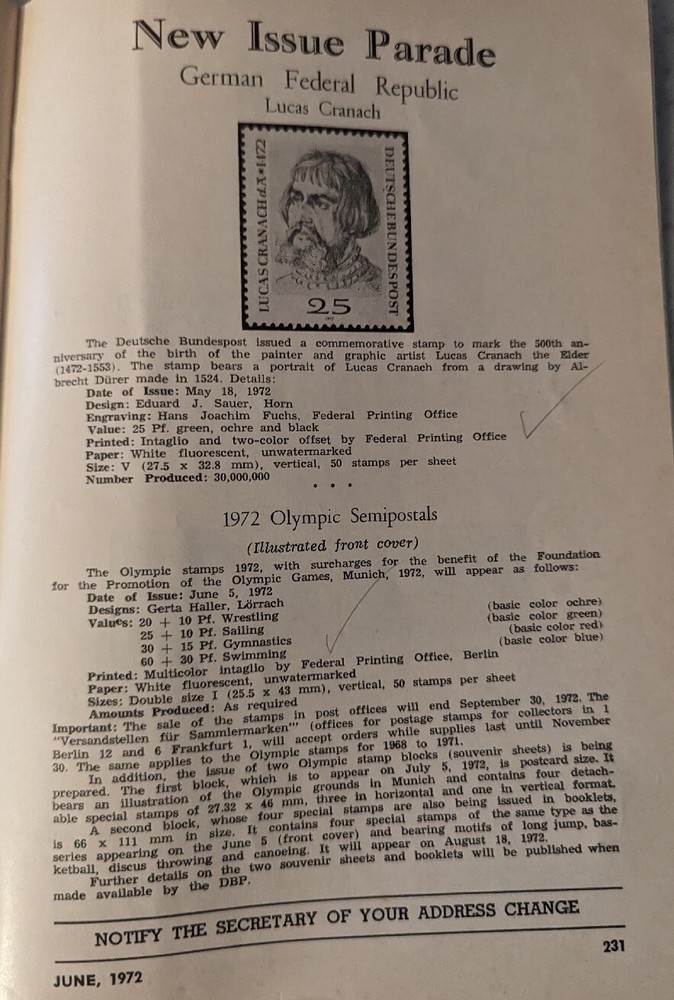 New Issue Parade
German Federal Republic
Lucas Cranach
LUCAS CRANACH d.Ä*1472
DEUTSCHE BUNDESPOST
25
The Deutsche Bundespost issued a commemorative stamp to mark the 500th an-
niversary of the birth of the painter and graphic artist Lucas Cranach the Elder
(1472-1553). The stamp bears a portrait of Lucas Cranach from a drawing by Al-
brecht Dürer made in 1524. Details:
Date of Issue: May 18, 1972
Design: Eduard J. Sauer, Horn
Engraving: Hans Joachim Fuchs, Federal Printing Office
Value: 25 Pf. green, ochre and black
Printed: Intaglio and two-color offset by Federal Printing Office
Paper: White fluorescent, unwatermarked
Size: V (27.5 x 32.8 mm), vertical, 50 stamps per sheet
Number Produced: 30,000,000
* * *
1972 Olympic Semipostals
(Illustrated front cover)
The Olympic stamps 1972, with surcharges for the benefit of the Foundation
for the Promotion of the Olympic Games, Munich, 1972, will appear as follows:
Date of Issue: June 5, 1972
Designs: Gerta Haller, Lörrach
Values: 20 + 10 Pf. Wrestling (basic color ochre)
25 + 10 Pf. Sailing (basic color green)
30 + 15 Pf. Gymnastics (basic color red)
60 + 30 Pf. Swimming (basic color blue)
Printed: Multicolor intaglio by Federal Printing Office, Berlin
Paper: White fluorescent, unwatermarked
Sizes: Double size I (25.5 x 43 mm), vertical, 50 stamps per sheet
Amounts Produced: As required
Important: The sale of the stamps in post offices will end September 30, 1972. The
"Versandstellen für Sammlermarken'" (offices for postage stamps for collectors in 1
Berlin 12 and 6 Frankfurt 1, will accept orders while supplies last until November
30. The same applies to the Olympic stamps for 1968 to 1971.
In addition, the issue of two Olympic stamp blocks (souvenir sheets) is being
prepared. The first block, which is to appear on July 5, 1972, is postcard size. It
bears an illustration of the Olympic grounds in Munich and contains four detach-
able special stamps of 27.32 x 46 mm, three in horizontal and one in vertical format.
A second block, whose four special stamps are also being issued in booklets,
is 66 x 111 mm in size. It contains four special stamps of the same type as the
series appearing on the June 5 (front cover) and bearing motifs of long jump, bas-
ketball, discus throwing and canoeing. It will appear on August 18, 1972.
Further details on the two souvenir sheets and booklets will be published when
made available by the DBP.
NOTIFY THE SECRETARY OF YOUR ADDRESS CHANGE
JUNE, 1972
231